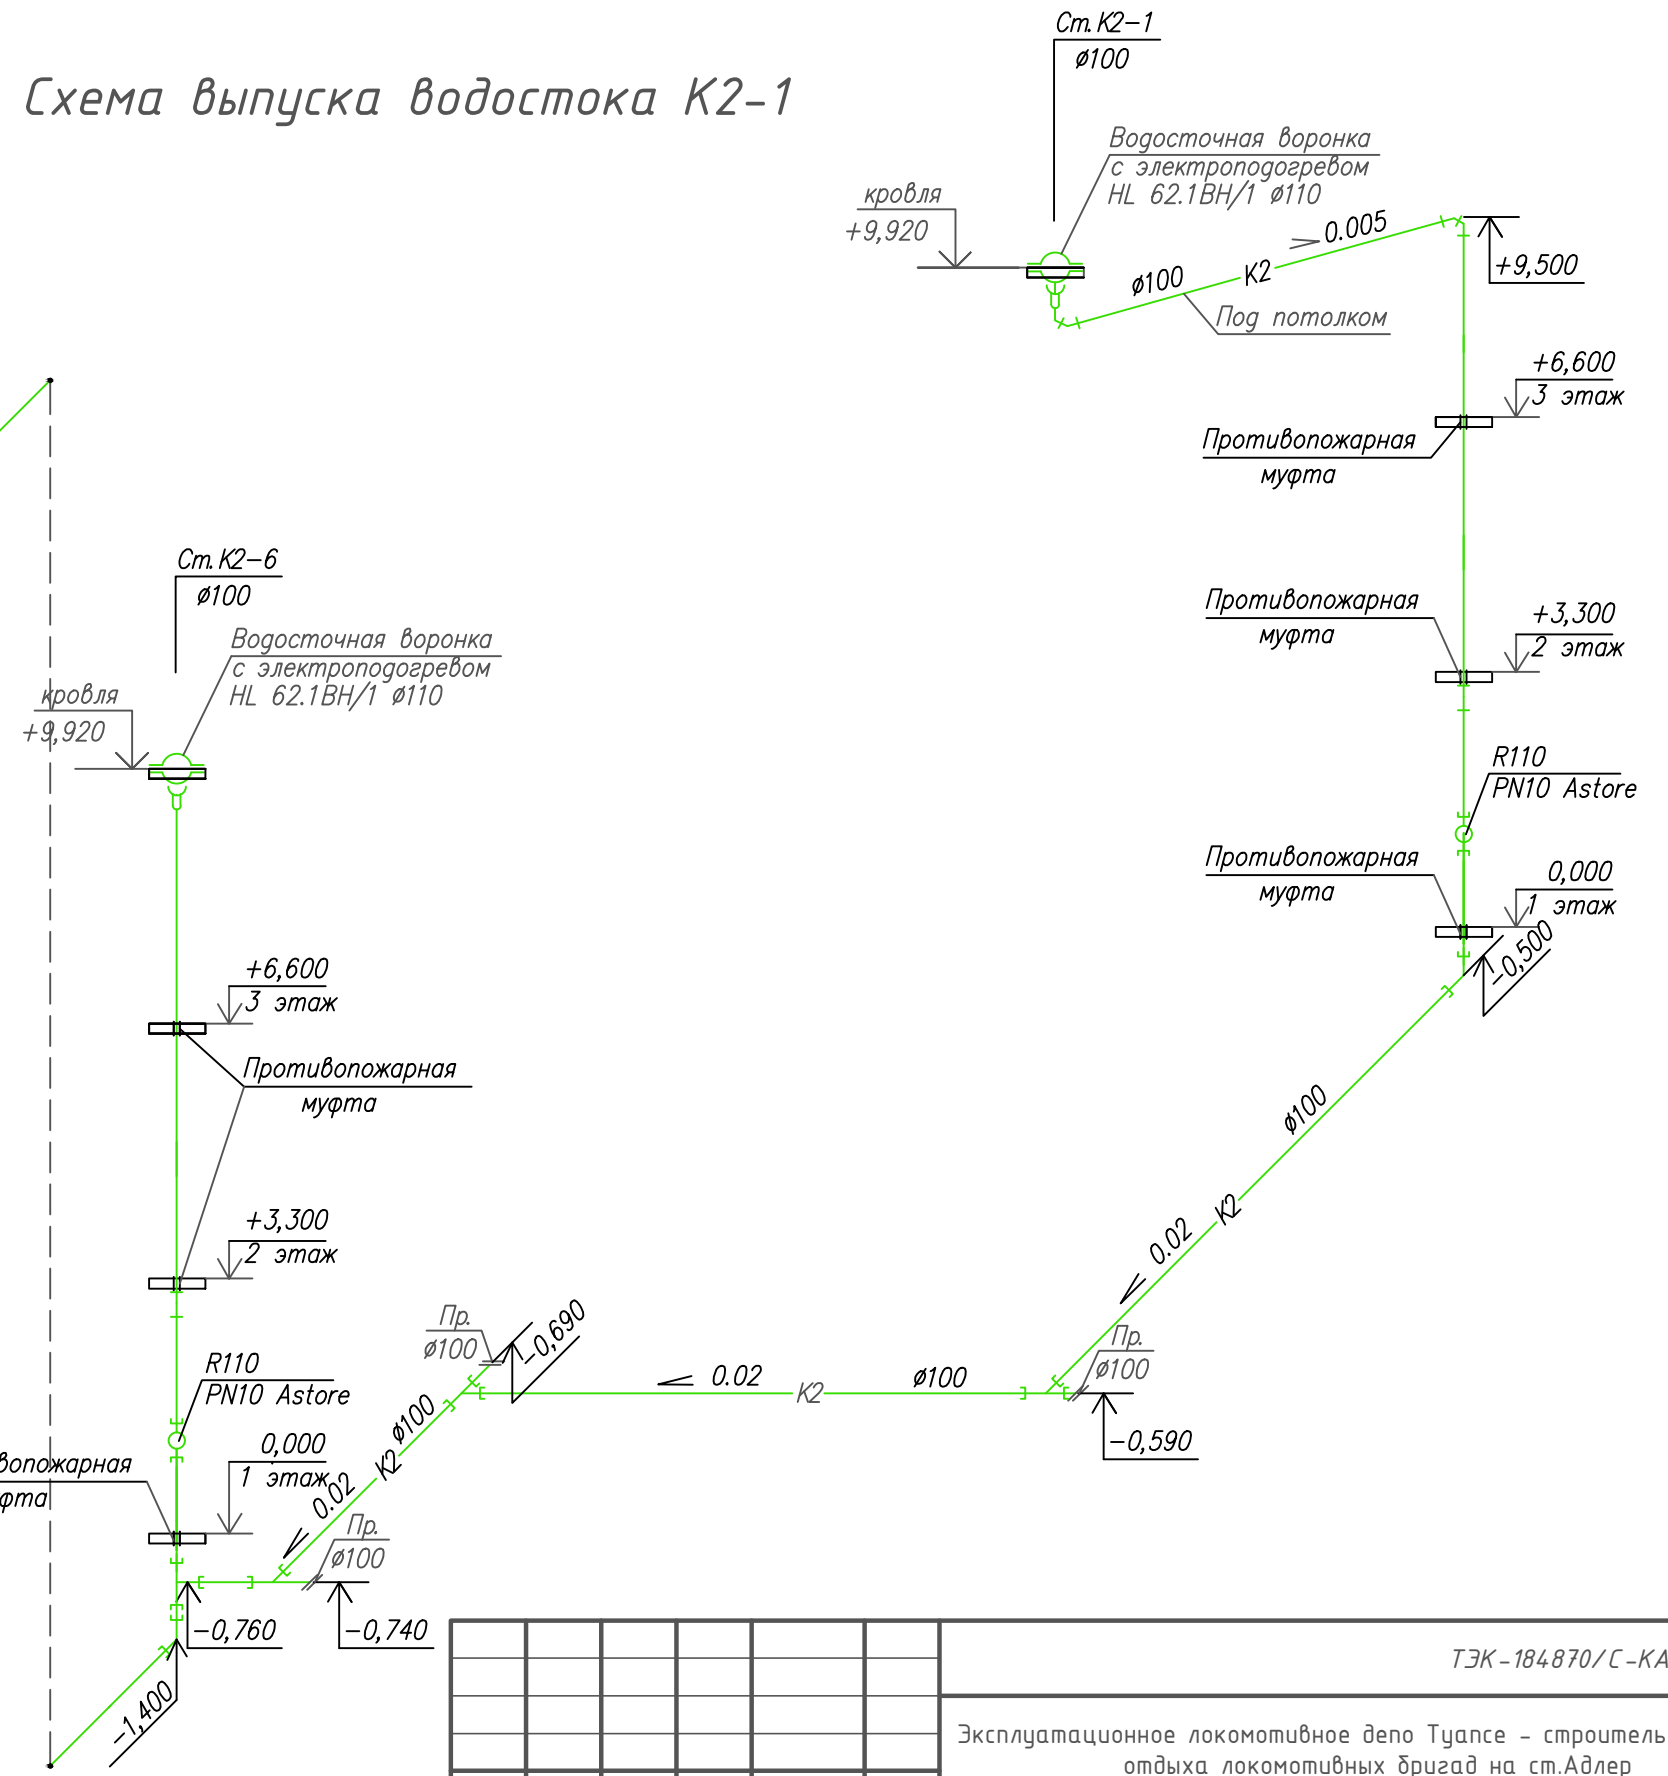 Схема выпуска водостока К2-1
Ст.К2-1
ø100
Водосточная воронка
с электроподогревом
HL 62.1BH/1 ø110
кровля
+9,920
0.005
ø100
К2
Под потолком
+9,500
+6,600
3 этаж
Противопожарная
муфта
Противопожарная
муфта
+3,300
2 этаж
R110
PN10 Astore
Противопожарная
муфта
0,000
1 этаж
-0,500
ø100
К2
0.02
Пр.
ø100
-0,590
ø100
К2
0.02
Пр.
ø100
-0,690
ø100
К2
0.02
Пр.
ø100
-0,740
-0,760
-1,400
Ст.К2-6
ø100
Водосточная воронка
с электроподогревом
HL 62.1BH/1 ø110
кровля
+9,920
+6,600
3 этаж
Противопожарная
муфта
+3,300
2 этаж
R110
PN10 Astore
0,000
1 этаж
вопожарная
фта
ТЭК-184870/С-КА
Эксплуатационное локомотивное депо Туапсе - строитель
отдыха локомотивных бригад на ст.Адлер